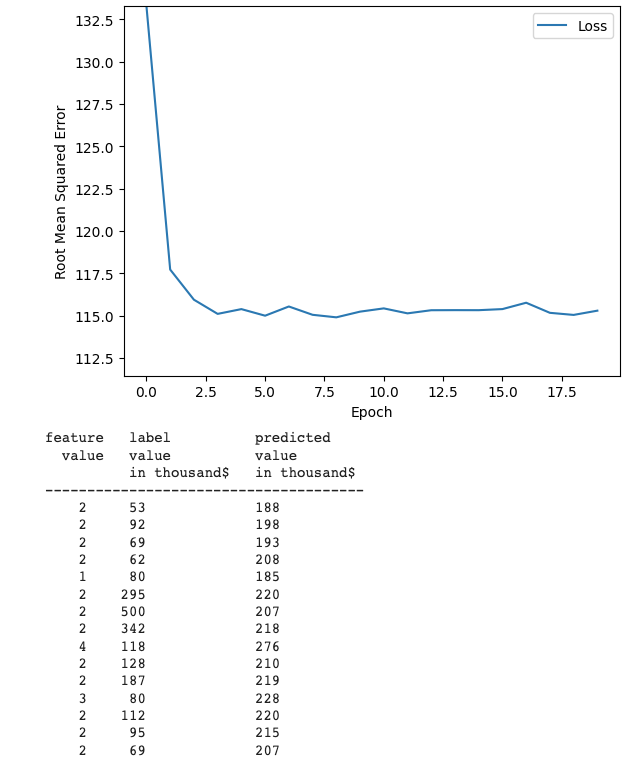 132.5
130.0
127.5
125.0
122.5
120.0
117.5
115.0
112.5
Root Mean Squared Error
Loss
0.0 2.5 5.0 7.5 10.0 12.5 15.0 17.5
Epoch
feature label predicted
value value value
in thousand$ in thousand$
--------------------------------------
2 53 188
2 92 198
2 69 193
2 62 208
1 80 185
2 295 220
2 500 207
2 342 218
4 118 276
2 128 210
2 187 219
3 80 228
2 112 220
2 95 215
2 69 207